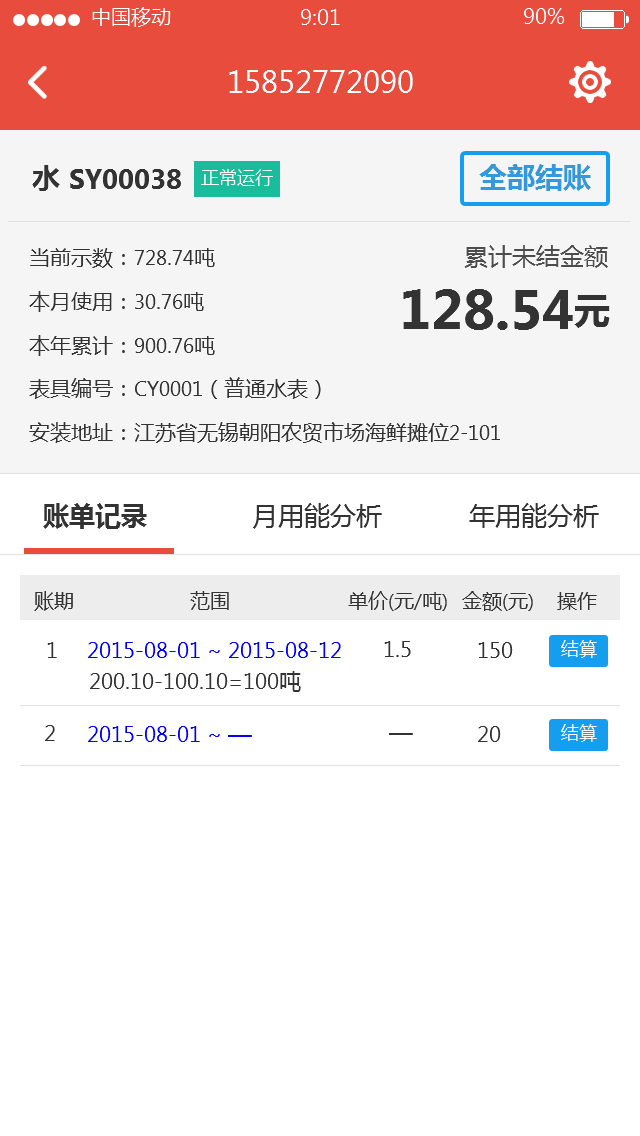 中国移动 9:01 90%
15852772090
水 SY00038 正常运行 全部结账
当前示数：728.74吨 累计未结金额
本月使用：30.76吨 128.54元
本年累计：900.76吨
表具编号：CY0001（普通水表）
安装地址：江苏省无锡朝阳农贸市场海鲜摊位2-101
账单记录 月用能分析 年用能分析
账期 范围 单价(元/吨) 金额(元) 操作
1 2015-08-01 ~ 2015-08-12 1.5 150 结算
200.10-100.10=100吨
2 2015-08-01 ~ — — 20 结算